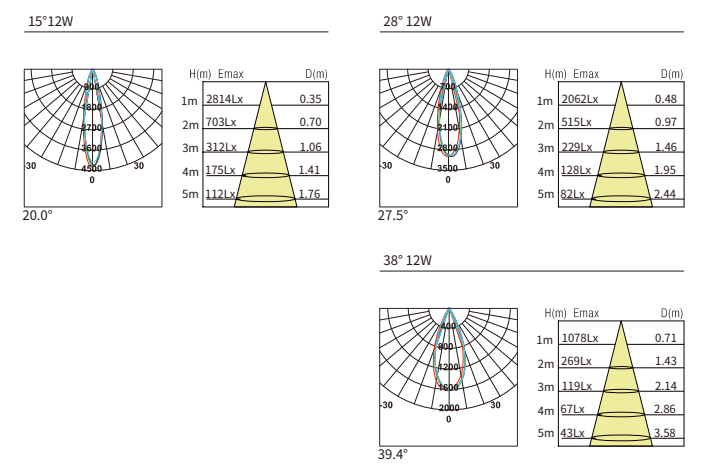 15°12W
H(m) Emax D(m)
900
1800
2700
3600
4500
-30 30
0
1m 2814Lx 0.35
2m 703Lx 0.70
3m 312Lx 1.06
4m 175Lx 1.41
5m 112Lx 1.76
20.0°
28° 12W
H(m) Emax D(m)
700
1400
2100
2800
3500
-30 30
0
1m 2062Lx 0.48
2m 515Lx 0.97
3m 229Lx 1.46
4m 128Lx 1.95
5m 82Lx 2.44
27.5°
38° 12W
H(m) Emax D(m)
400
800
1200
1600
2000
-30 30
0
1m 1078Lx 0.71
2m 269Lx 1.43
3m 119Lx 2.14
4m 67Lx 2.86
5m 43Lx 3.58
39.4°